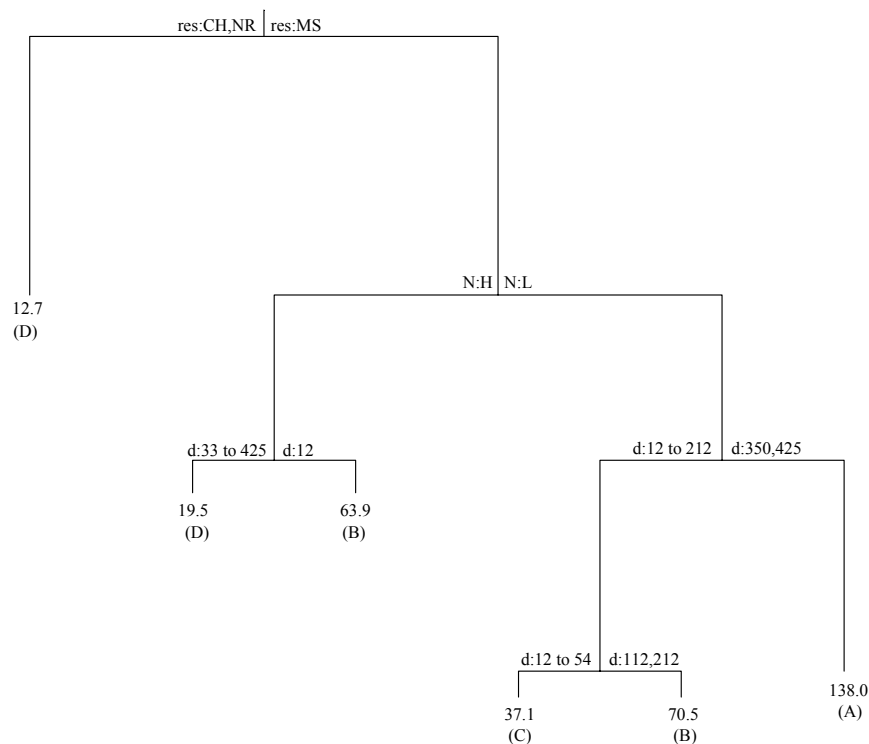 res:CH,NR res:MS
12.7
(D)
N:H N:L
d:33 to 425 d:12
19.5
(D)
63.9
(B)
d:12 to 212 d:350,425
d:12 to 54 d:112,212
37.1
(C)
70.5
(B)
138.0
(A)